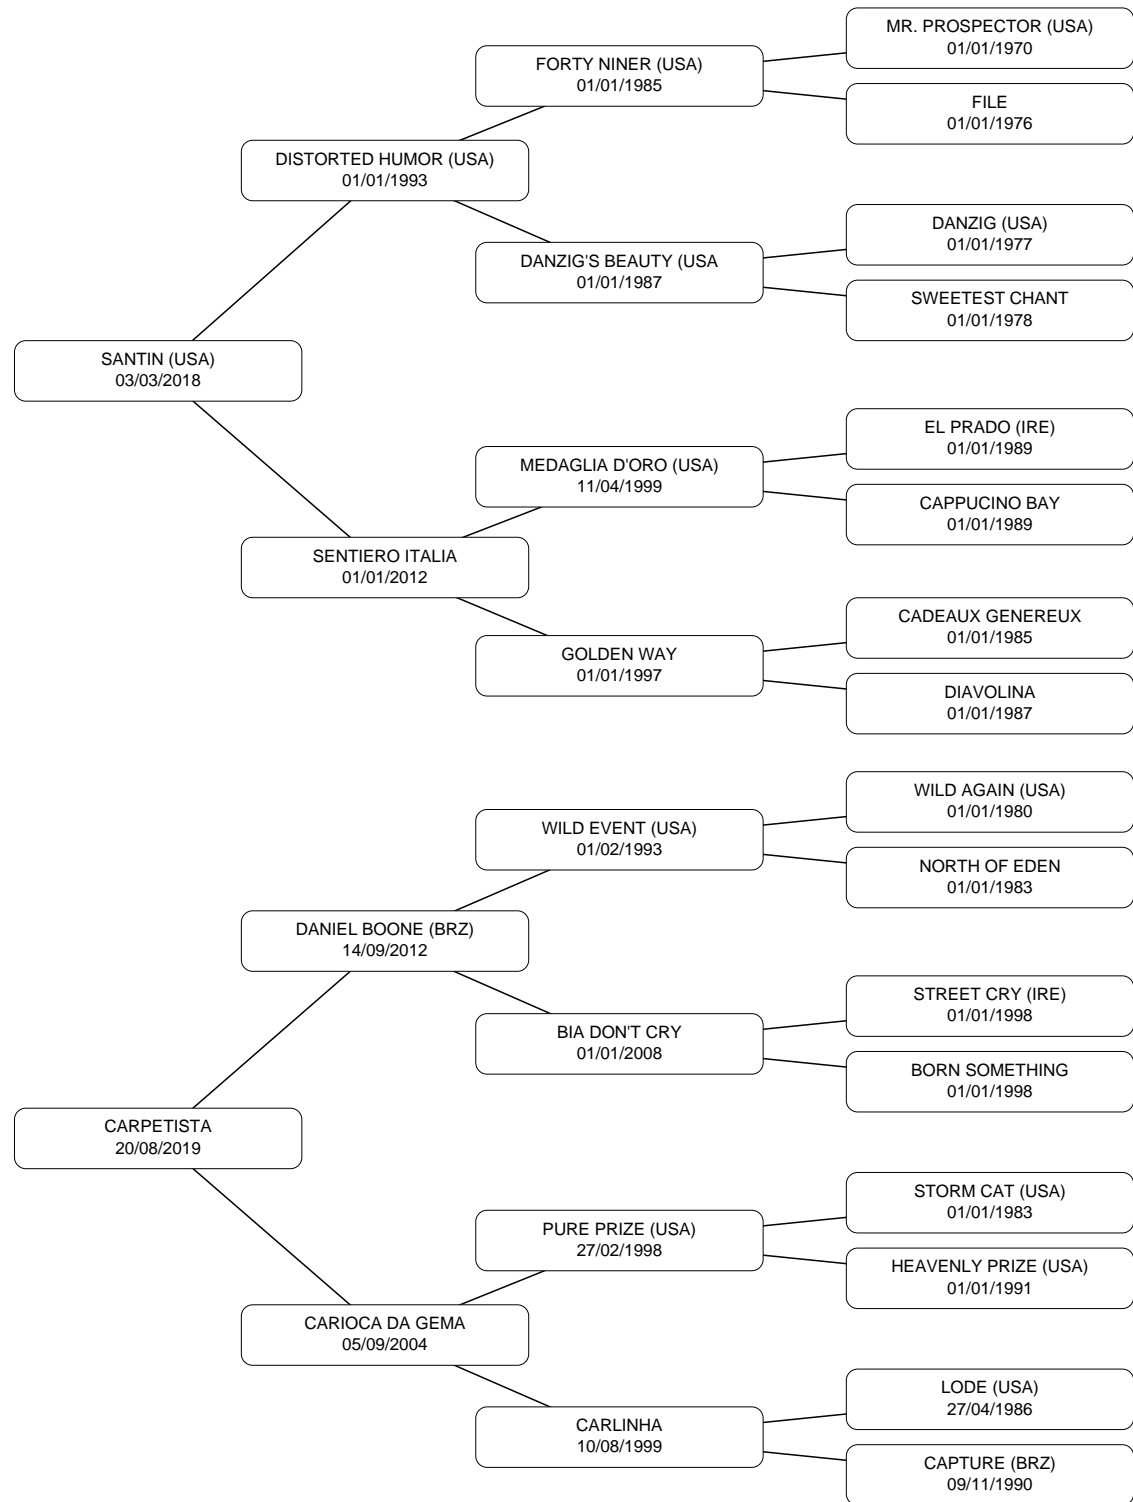 MR. PROSPECTOR (USA)
01/01/1970
FORTY NINER (USA)
01/01/1985
FILE
01/01/1976
DISTORTED HUMOR (USA)
01/01/1993
DANZIG (USA)
01/01/1977
DANZIG'S BEAUTY (USA
01/01/1987
SWEETEST CHANT
01/01/1978
SANTIN (USA)
03/03/2018
EL PRADO (IRE)
01/01/1989
MEDAGLIA D'ORO (USA)
11/04/1999
CAPPUCINO BAY
01/01/1989
SENTIERO ITALIA
01/01/2012
CADEAUX GENEREUX
01/01/1985
GOLDEN WAY
01/01/1997
DIAVOLINA
01/01/1987
WILD AGAIN (USA)
01/01/1980
WILD EVENT (USA)
01/02/1993
NORTH OF EDEN
01/01/1983
DANIEL BOONE (BRZ)
14/09/2012
STREET CRY (IRE)
01/01/1998
BIA DON'T CRY
01/01/2008
BORN SOMETHING
01/01/1998
CARPETISTA
20/08/2019
STORM CAT (USA)
01/01/1983
PURE PRIZE (USA)
27/02/1998
HEAVENLY PRIZE (USA)
01/01/1991
CARIOCA DA GEMA
05/09/2004
LODE (USA)
27/04/1986
CARLINHA
10/08/1999
CAPTURE (BRZ)
09/11/1990